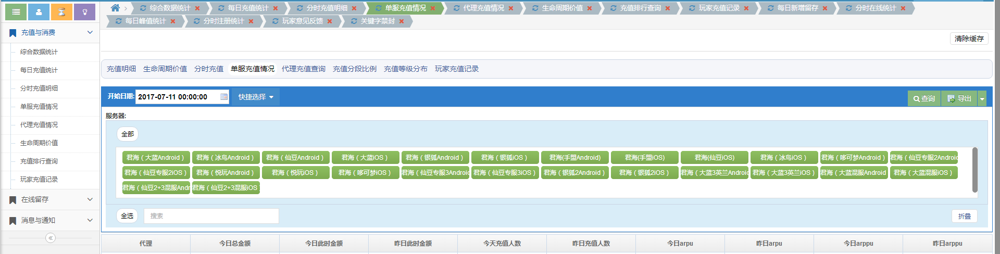 综合数据统计 每日充值统计 分时充值明细 单服充值情况 代理充值情况 生命周期价值 充值排行查询 玩家充值记录 每日新增留存 分时在线统计
每日峰值统计 分时注册统计 玩家意见反馈 关键字禁封
充值与消费
综合数据统计
每日充值统计
分时充值明细
单服充值情况
代理充值情况
生命周期价值
充值排行查询
玩家充值记录
在线留存
消息与通知
清除缓存
充值明细 生命周期价值 分时充值 单服充值情况 代理充值查询 充值分段比例 充值等级分布 玩家充值记录
开始日期: 2017-07-11 00:00:00 快捷选择 查询 导出
服务器:
全部
君海（大蓝Android） 君海（冰鸟Android） 君海（仙豆Android） 君海（大蓝iOS） 君海（银狐Android） 君海（银狐iOS） 君海(手盟Android) 君海(手盟iOS) 君海(仙豆iOS) 君海（冰鸟iOS） 君海（哆可梦Android） 君海（仙豆专服2Android
君海（仙豆专服2iOS） 君海（悦玩Android） 君海（悦玩iOS） 君海（哆可梦iOS） 君海（仙豆专服3Android 君海（仙豆专服3iOS） 君海（银狐2Android） 君海（银狐2iOS） 君海（大蓝3英兰Android 君海（大蓝3英兰iOS） 君海（大蓝混服Android 君海（大蓝混服iOS）
君海（仙豆2+3混服Andr 君海（仙豆2+3混服iOS）
全选 搜索 折叠
代理 今日总金额 今日此时金额 昨日此时金额 今天充值人数 昨日充值人数 今日arpu 昨日arpu 今日arppu 昨日arppu